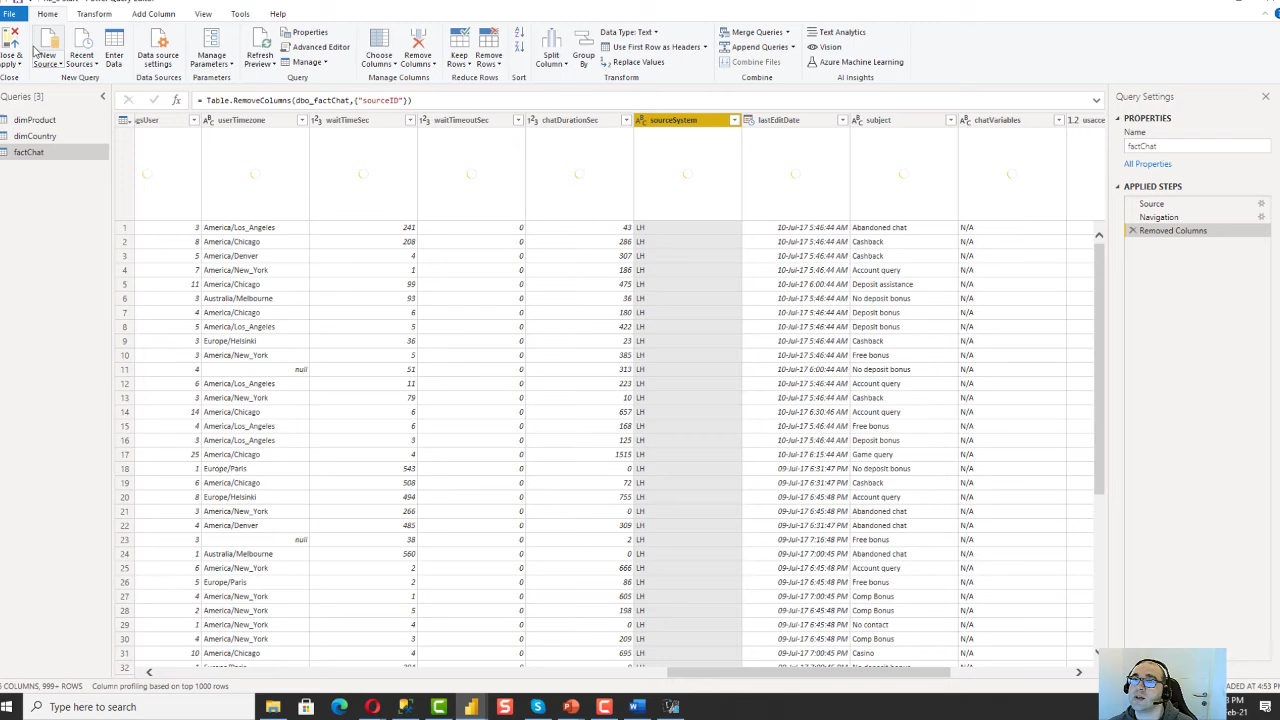 Power Query Editor
File Home Transform Add Column View Tools Help
Close & Apply New Source Recent Sources Enter Data Data source settings Manage Parameters Refresh Preview Properties Advanced Editor Manage Choose Columns Remove Columns Keep Rows Remove Rows Split Column Group By Data Type: Text Use First Row as Headers Replace Values Merge Queries Append Queries Combine Files Text Analytics Vision Azure Machine Learning
Close New Query Data Sources Parameters Query Manage Columns Reduce Rows Sort Transform Combine AI Insights
Queries [3]
= Table.RemoveColumns(dbo_factChat,{"sourceID"})
Query Settings
dimProduct
dimCountry
factChat
PROPERTIES
Name
factChat
All Properties
APPLIED STEPS
Source
Navigation
Removed Columns
gsUser userTimezone waitTimeSec waitTimeoutSec chatDurationSec sourceSystem lastEditDate subject chatVariables usacce
1 3 America/Los_Angeles 241 0 43 LH 10-Jul-17 5:46:44 AM Abandoned chat N/A
2 8 America/Chicago 208 0 286 LH 10-Jul-17 5:46:44 AM Cashback N/A
3 5 America/Denver 4 0 307 LH 10-Jul-17 5:46:44 AM Cashback N/A
4 7 America/New_York 1 0 186 LH 10-Jul-17 5:46:44 AM Account query N/A
5 11 America/Chicago 99 0 475 LH 10-Jul-17 6:00:44 AM Deposit assistance N/A
6 3 Australia/Melbourne 93 0 36 LH 10-Jul-17 5:46:44 AM No deposit bonus N/A
7 4 America/Chicago 6 0 180 LH 10-Jul-17 5:46:44 AM Deposit bonus N/A
8 5 America/Los_Angeles 5 0 422 LH 10-Jul-17 5:46:44 AM Deposit bonus N/A
9 3 Europe/Helsinki 36 0 23 LH 10-Jul-17 5:46:44 AM Cashback N/A
10 3 America/New_York 5 0 385 LH 10-Jul-17 5:46:44 AM Free bonus N/A
11 4 null 51 0 313 LH 10-Jul-17 6:00:44 AM No deposit bonus N/A
12 6 America/Los_Angeles 11 0 223 LH 10-Jul-17 5:46:44 AM Account query N/A
13 3 America/New_York 79 0 10 LH 10-Jul-17 5:46:44 AM Cashback N/A
14 14 America/Chicago 6 0 657 LH 10-Jul-17 6:30:46 AM Account query N/A
15 4 America/Los_Angeles 6 0 168 LH 10-Jul-17 5:46:44 AM Free bonus N/A
16 3 America/Los_Angeles 3 0 125 LH 10-Jul-17 5:46:44 AM Deposit bonus N/A
17 25 America/Chicago 4 0 1515 LH 10-Jul-17 6:15:44 AM Game query N/A
18 1 Europe/Paris 543 0 0 LH 09-Jul-17 6:31:47 PM No deposit bonus N/A
19 6 America/Chicago 508 0 72 LH 09-Jul-17 6:31:47 PM Cashback N/A
20 8 Europe/Helsinki 494 0 755 LH 09-Jul-17 6:45:48 PM Account query N/A
21 3 America/New_York 266 0 0 LH 09-Jul-17 6:45:48 PM Abandoned chat N/A
22 4 America/Denver 485 0 309 LH 09-Jul-17 6:31:47 PM Abandoned chat N/A
23 3 null 38 0 2 LH 09-Jul-17 7:16:48 PM Free bonus N/A
24 1 Australia/Melbourne 560 0 0 LH 09-Jul-17 7:00:45 PM Abandoned chat N/A
25 6 America/New_York 2 0 666 LH 09-Jul-17 6:45:48 PM Account query N/A
26 5 Europe/Paris 2 0 86 LH 09-Jul-17 6:45:48 PM Free bonus N/A
27 4 America/New_York 1 0 605 LH 09-Jul-17 7:00:45 PM Comp Bonus N/A
28 2 America/New_York 5 0 198 LH 09-Jul-17 6:45:48 PM Comp Bonus N/A
29 1 America/New_York 4 0 0 LH 09-Jul-17 6:45:48 PM No contact N/A
30 4 America/New_York 3 0 209 LH 09-Jul-17 6:45:48 PM Comp Bonus N/A
31 10 America/Chicago 4 0 695 LH 09-Jul-17 7:00:45 PM Casino N/A
32
COLUMNS, 999+ ROWS Column profiling based on top 1000 rows
Type here to search